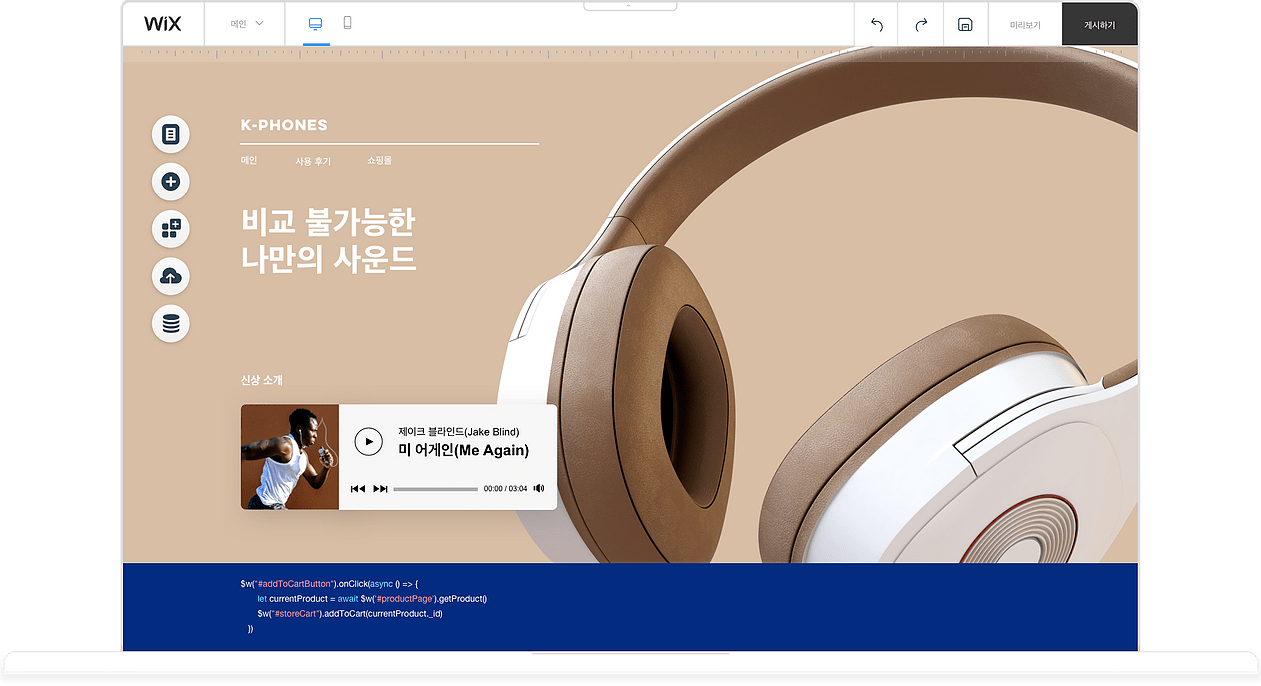 WiX
메인
미리보기
게시하기
K-PHONES
메인
사용 후기
쇼핑몰
비교 불가능한
나만의 사운드
신상 소개
제이크 블라인드(Jake Blind)
미 어게인(Me Again)
00:00 / 03:04
$w("#addToCartButton").onClick(async () => {
let currentProduct = await $w('#productPage').getProduct()
$w("#storeCart").addToCart(currentProduct._id)
})